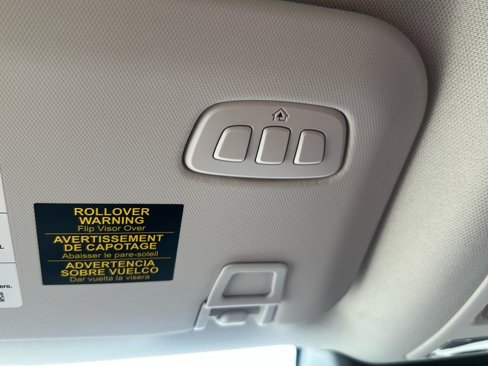 ROLLOVER
WARNING
Flip Visor Over
AVERTISSEMENT
DE CAPOTAGE
Abaisser le pare-soleil
ADVERTENCIA
SOBRE VUELCO
Dar vuelta la visera